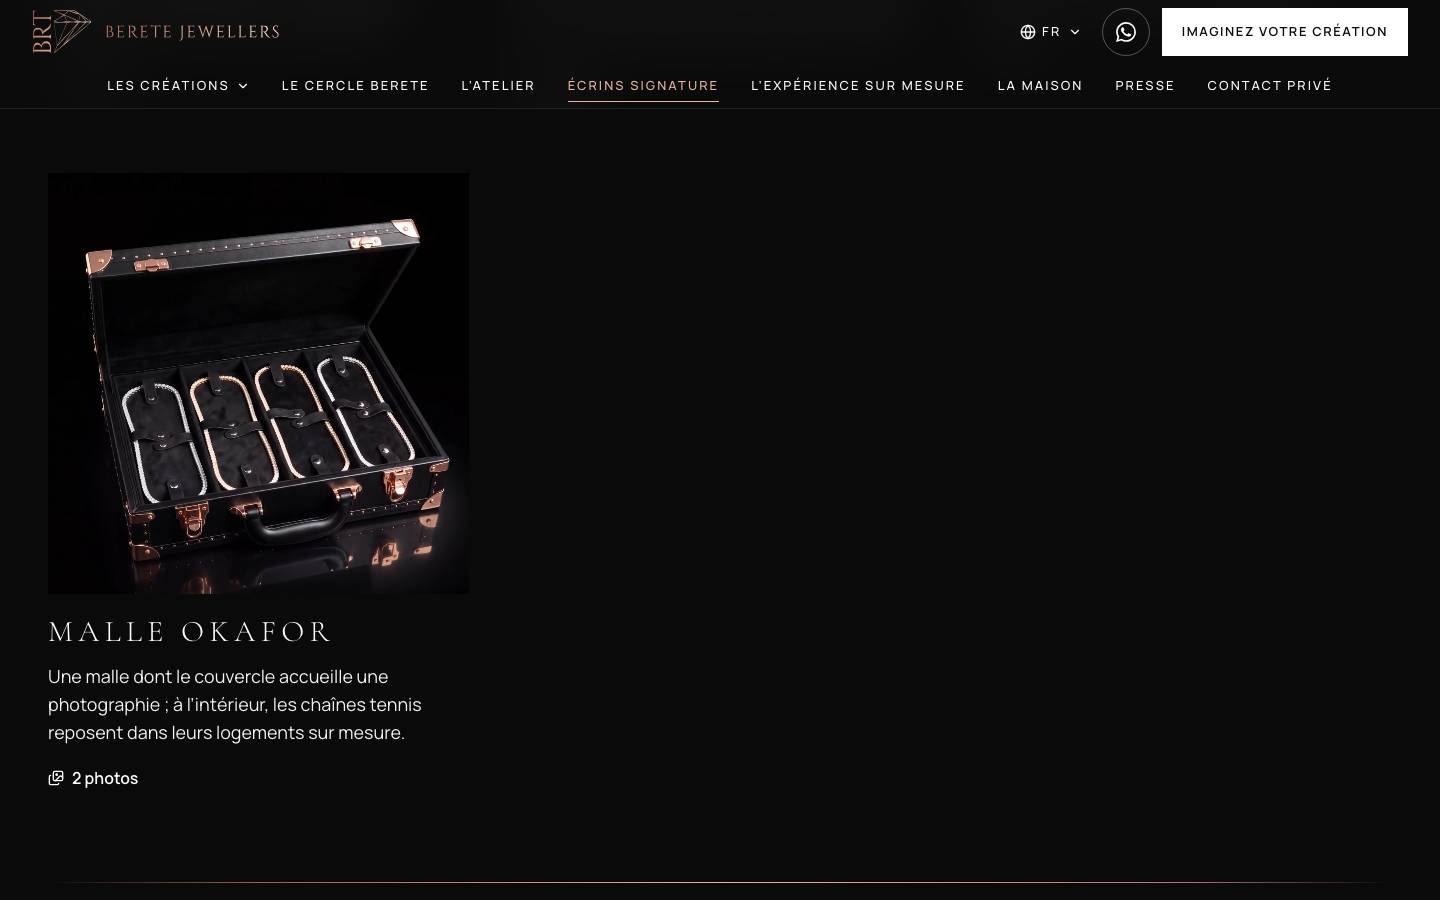 BRT
BERETE JEWELLERS
FR
IMAGINEZ VOTRE CRÉATION
LES CRÉATIONS
LE CERCLE BERETE
L'ATELIER
ÉCRINS SIGNATURE
L'EXPÉRIENCE SUR MESURE
LA MAISON
PRESSE
CONTACT PRIVÉ
MALLE OKAFOR
Une malle dont le couvercle accueille une
photographie ; à l'intérieur, les chaînes tennis
reposent dans leurs logements sur mesure.
2 photos